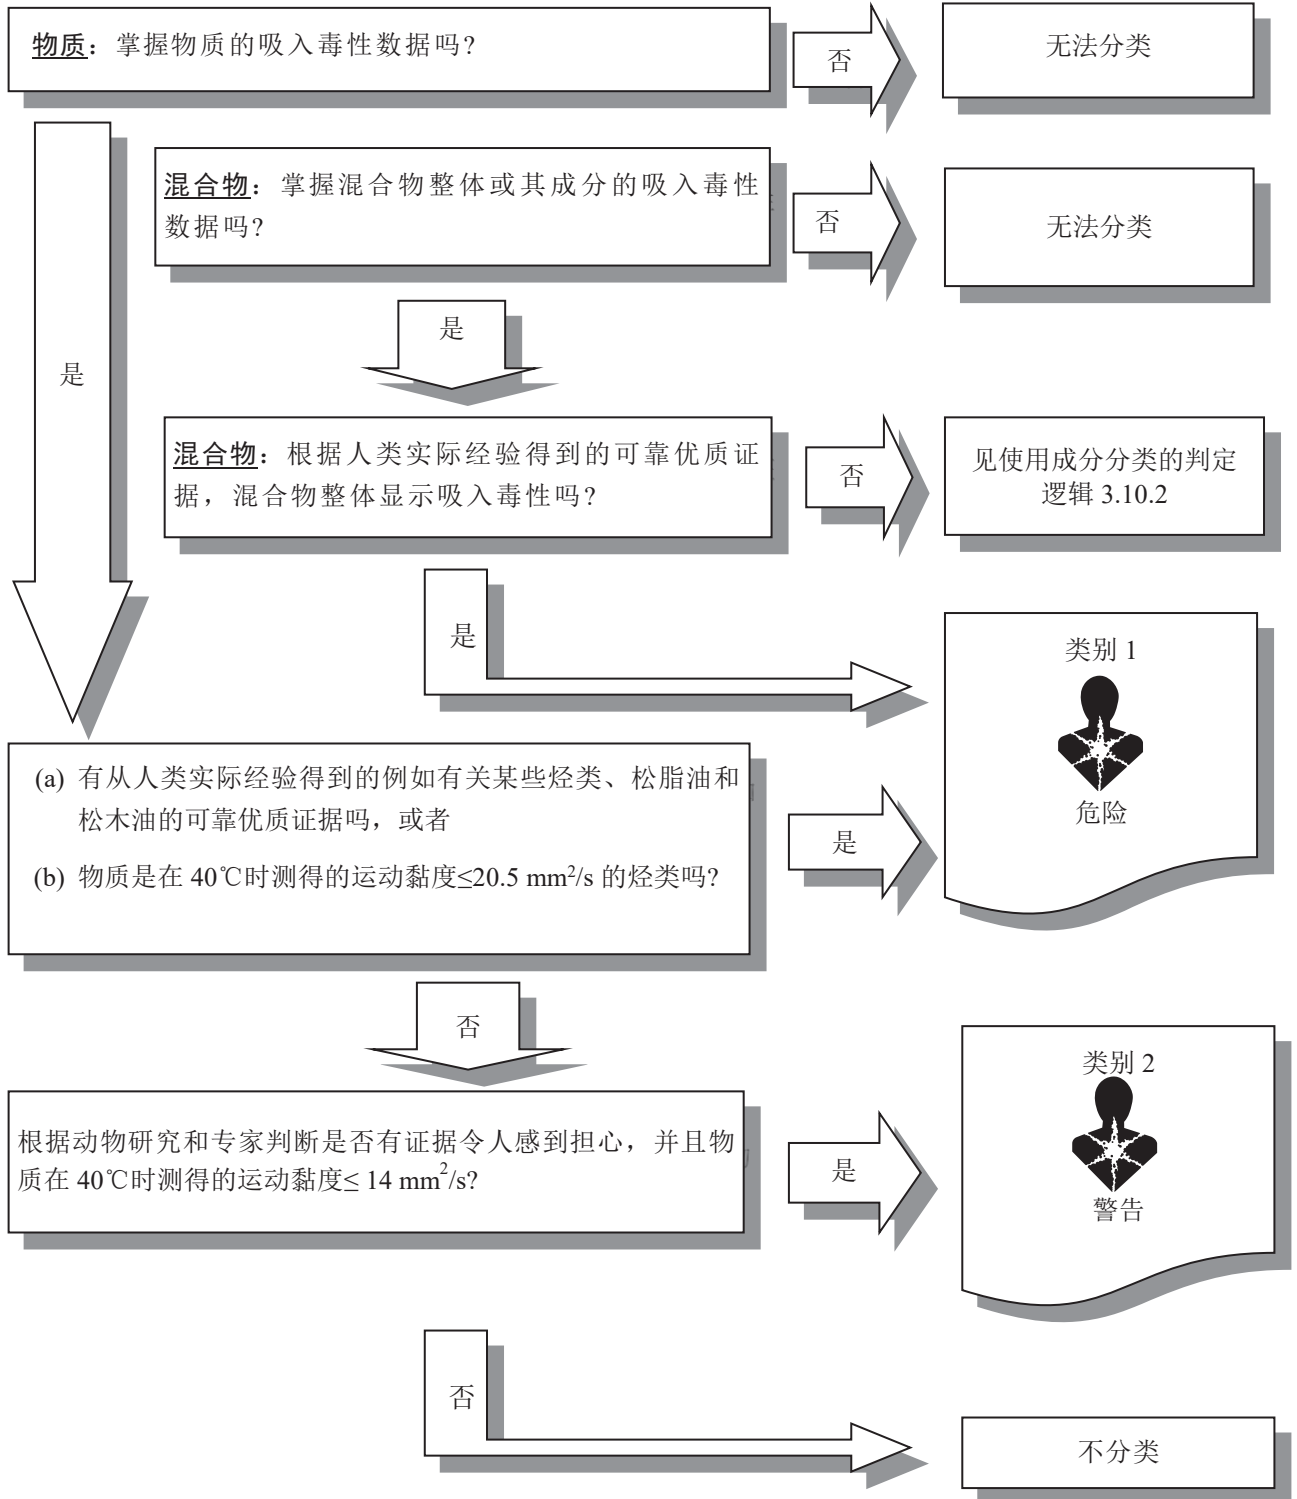 物质：掌握物质的吸入毒性数据吗?
否
无法分类
混合物：掌握混合物整体或其成分的吸入毒性
数据吗?
否
无法分类
是
是
混合物：根据人类实际经验得到的可靠优质证
据，混合物整体显示吸入毒性吗?
否
见使用成分分类的判定
逻辑 3.10.2
是
类别 1
危险
(a) 有从人类实际经验得到的例如有关某些烃类、松脂油和
松木油的可靠优质证据吗，或者
(b) 物质是在 40℃时测得的运动黏度≤20.5 mm²/s 的烃类吗?
是
否
类别 2
警告
根据动物研究和专家判断是否有证据令人感到担心，并且物
质在 40℃时测得的运动黏度≤ 14 mm²/s?
是
否
不分类